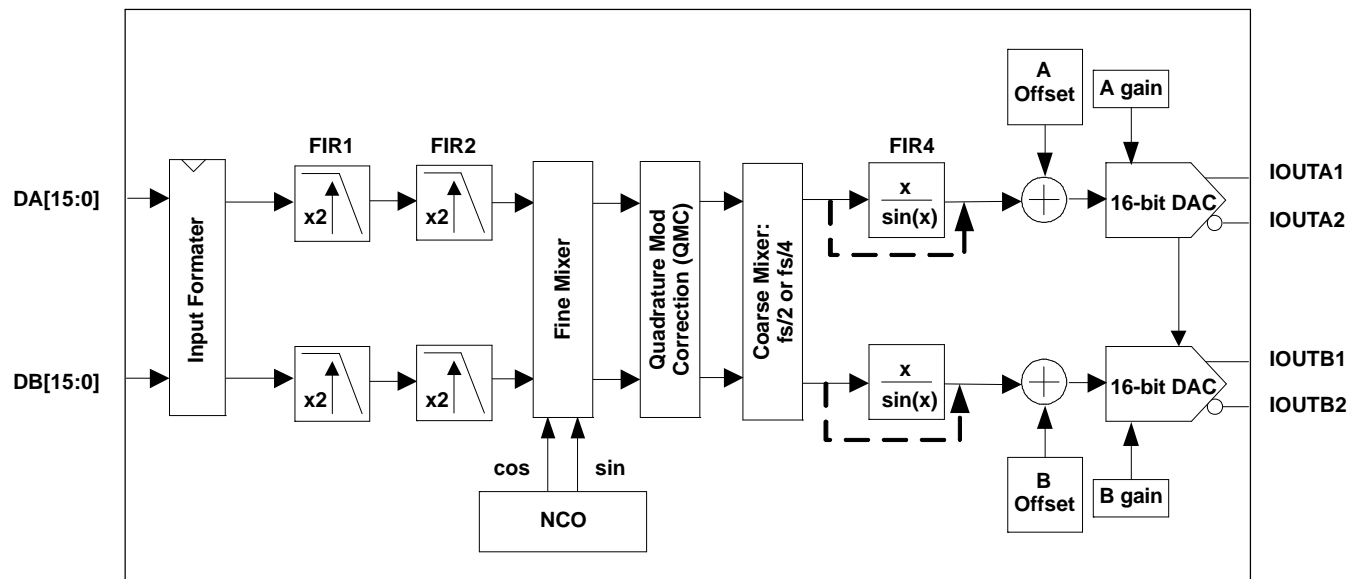 A
Offset
A gain
FIR1
FIR2
FIR4
DA[15:0]
x2
x2
x
sin(x)
16-bit DAC
IOUTA1
IOUTA2
Input Formater
Fine Mixer
Quadrature Mod
Correction (QMC)
Coarse Mixer:
fs/2 or fs/4
DB[15:0]
x2
x2
x
sin(x)
16-bit DAC
IOUTB1
IOUTB2
cos
sin
NCO
B
Offset
B gain